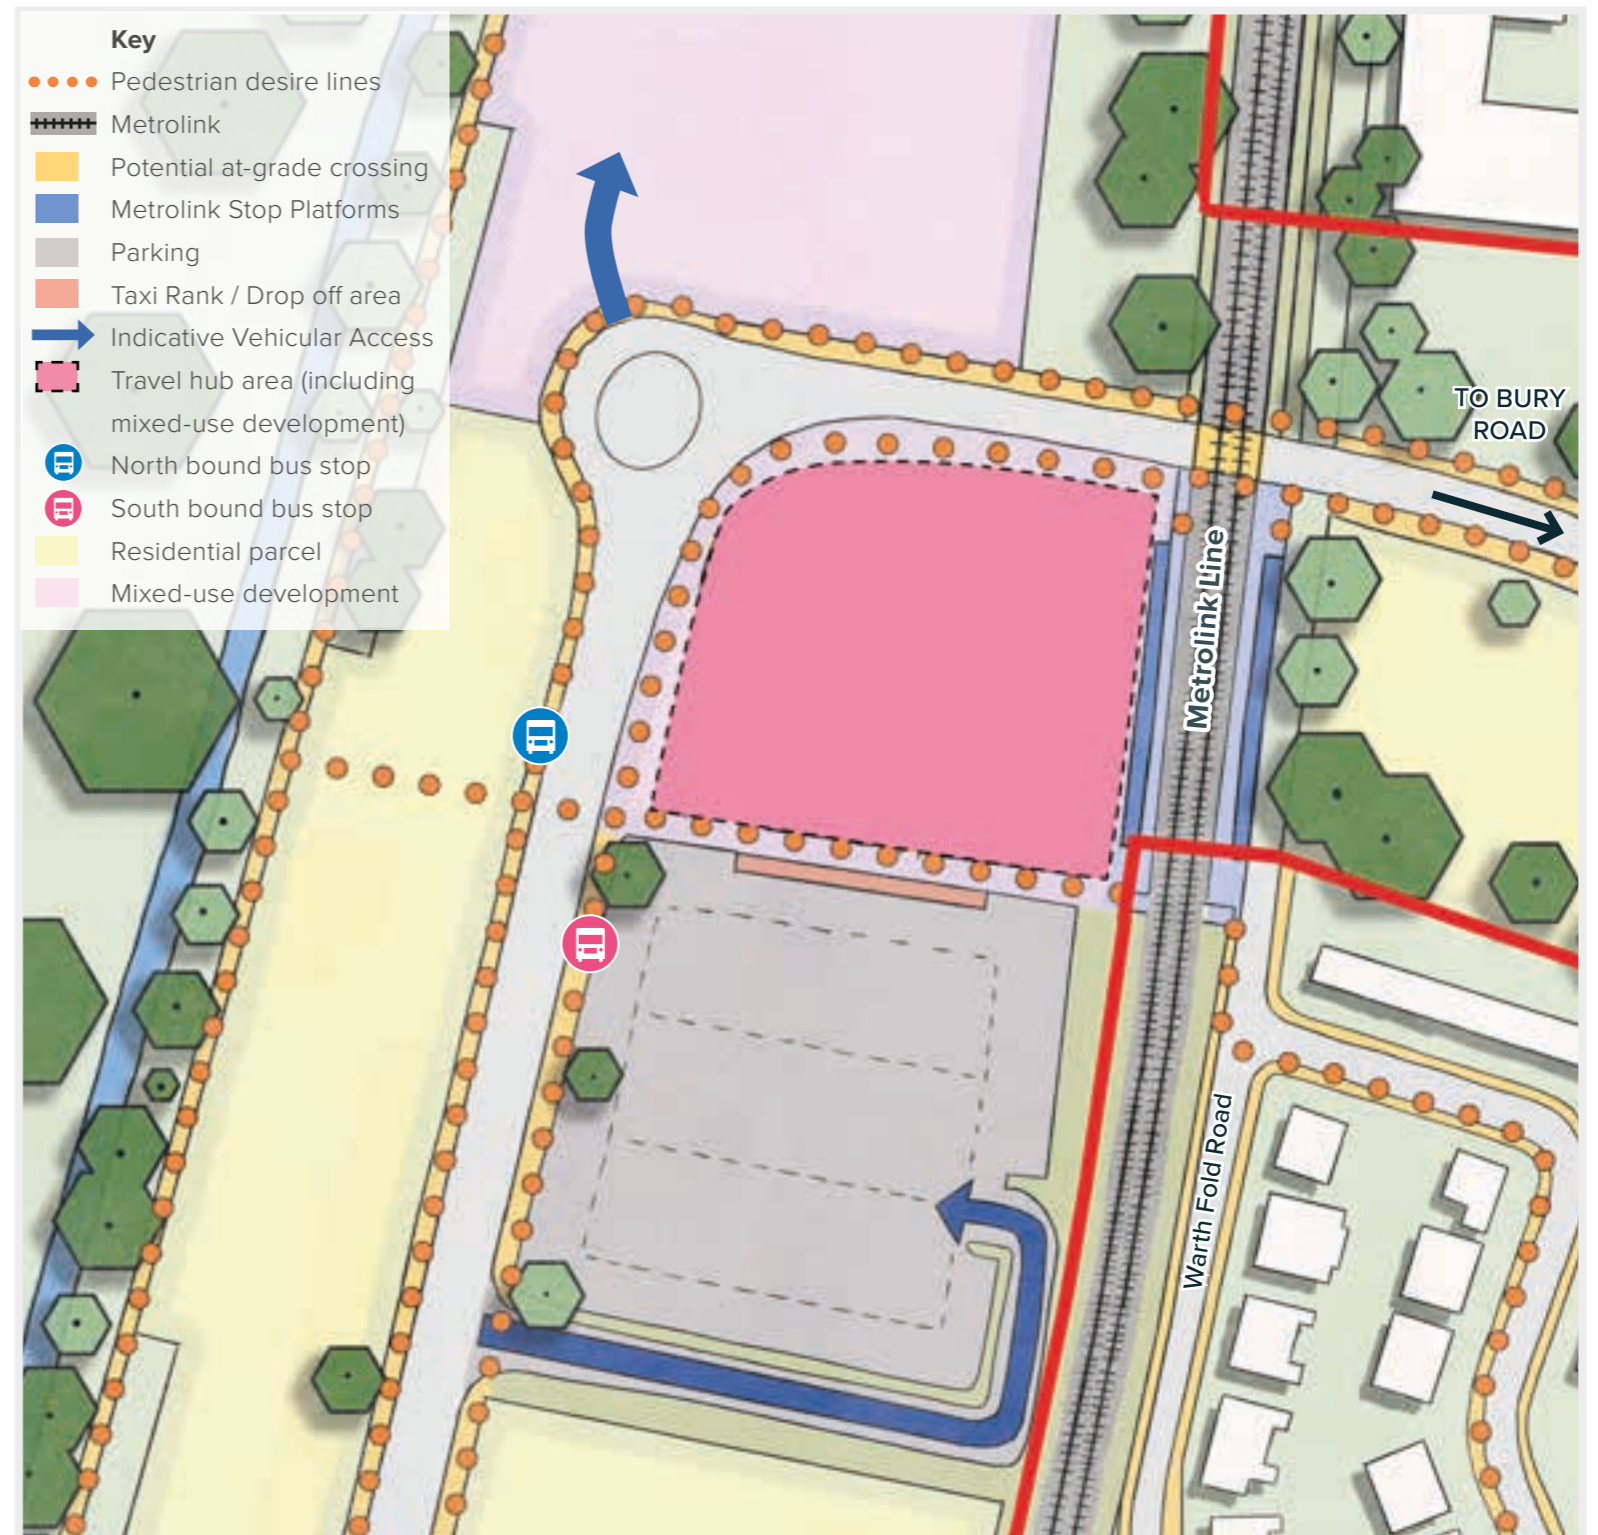 Key
Pedestrian desire lines
Metrolink
Potential at-grade crossing
Metrolink Stop Platforms
Parking
Taxi Rank / Drop off area
Indicative Vehicular Access
Travel hub area (including
mixed-use development)
North bound bus stop
South bound bus stop
Residential parcel
Mixed-use development
TO BURY
ROAD
Metrolink Line
Warth Fold Road